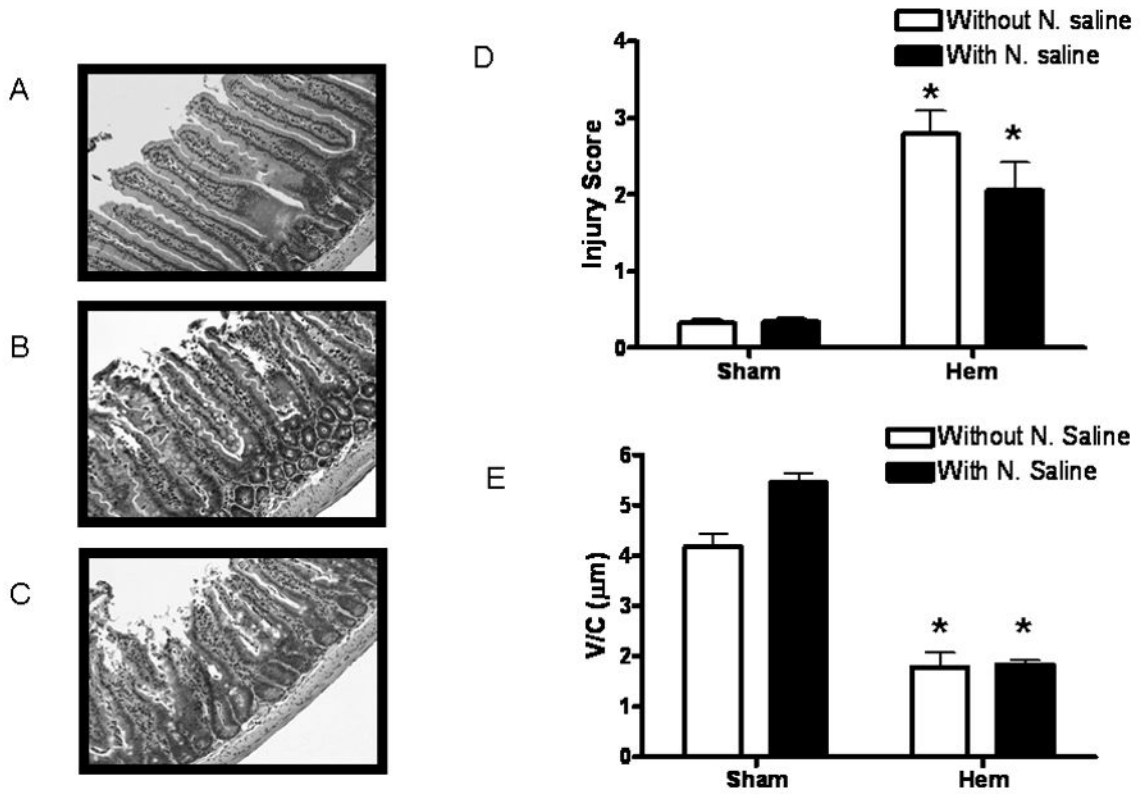 A
B
C
D
Without N. saline
With N. saline
Injury Score
4
3
2
1
0
*
*
Sham
Hem
E
Without N. Saline
With N. Saline
V/C (µm)
6
5
4
3
2
1
0
*
*
Sham
Hem